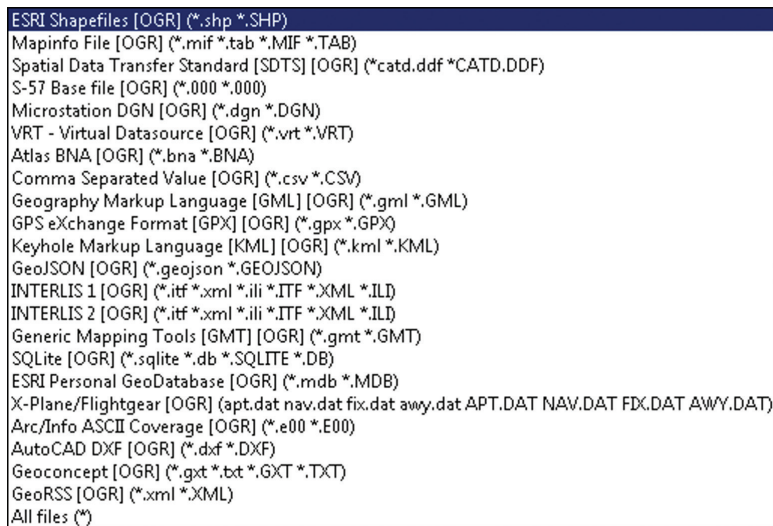 ESRI Shapefiles [OGR] (*.shp *.SHP)
Mapinfo File [OGR] (*.mif *.tab *.MIF *.TAB)
Spatial Data Transfer Standard [SDTS] [OGR] (*catd.ddf *CATD.DDF)
S-57 Base file [OGR] (*.000 *.000)
Microstation DGN [OGR] (*.dgn *.DGN)
VRT - Virtual Datasource [OGR] (*.vrt *.VRT)
Atlas BNA [OGR] (*.bna *.BNA)
Comma Separated Value [OGR] (*.csv *.CSV)
Geography Markup Language [GML] [OGR] (*.gml *.GML)
GPS eXchange Format [GPX] [OGR] (*.gpx *.GPX)
Keyhole Markup Language [KML] [OGR] (*.kml *.KML)
GeoJSON [OGR] (*.geojson *.GEOJSON)
INTERLIS 1 [OGR] (*.itf *.xml *.ili *.ITF *.XML *.ILI)
INTERLIS 2 [OGR] (*.itf *.xml *.ili *.ITF *.XML *.ILI)
Generic Mapping Tools [GMT] [OGR] (*.gmt *.GMT)
SQLite [OGR] (*.sqlite *.db *.SQLITE *.DB)
ESRI Personal GeoDatabase [OGR] (*.mdb *.MDB)
X-Plane/Flightgear [OGR] (apt.dat nav.dat fix.dat awy.dat APT.DAT NAV.DAT FIX.DAT AWY.DAT)
Arc/Info ASCII Coverage [OGR] (*.e00 *.E00)
AutoCAD DXF [OGR] (*.dxf *.DXF)
Geoconcept [OGR] (*.gxt *.txt *.GXT *.TXT)
GeoRSS [OGR] (*.xml *.XML)
All files (*)